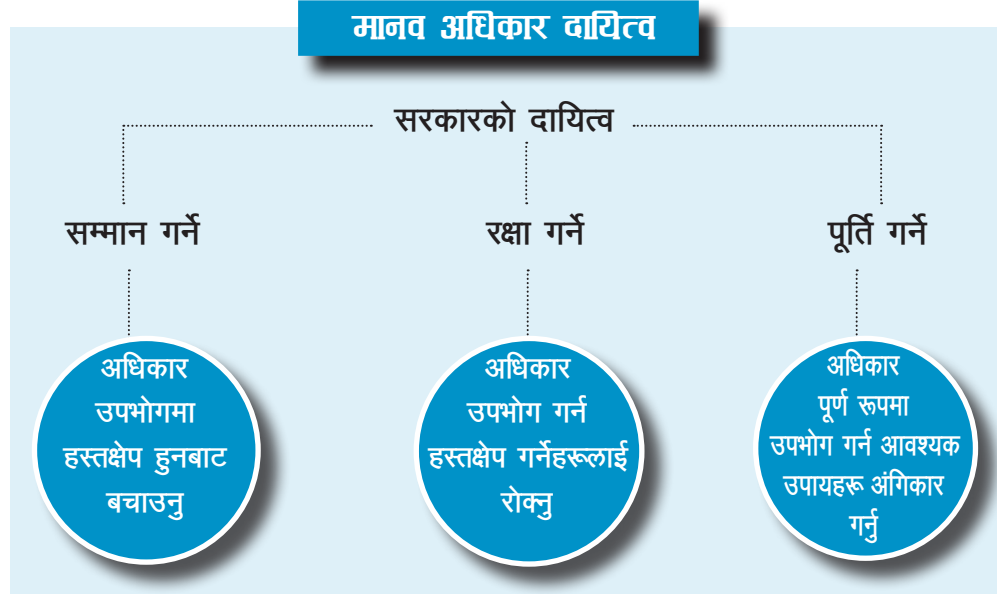 मानव अधिकार दायित्व
सरकारको दायित्व
सम्मान गर्ने
रक्षा गर्ने
पूर्ति गर्ने
अधिकार
उपभोगमा
हस्तक्षेप हुनबाट
बचाउनु
अधिकार
उपभोग गर्न
हस्तक्षेप गर्नेहरूलाई
रोक्नु
अधिकार
पूर्ण रूपमा
उपभोग गर्न आवश्यक
उपायहरू अंगिकार
गर्नु